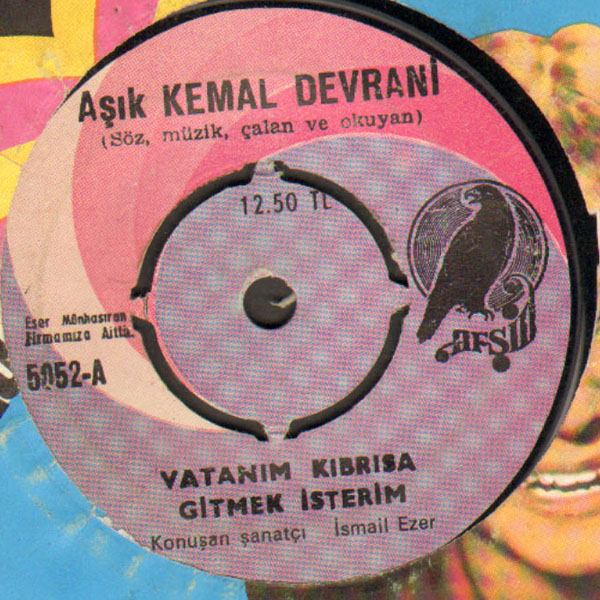 Aşık KEMAL DEVRANİ
(Söz, müzik, çalan ve okuyan)
12.50 TL
AFŞİN
Eser Münhasıran
Firmamıza Aittir.
5052-A
VATANIM KIBRISA
GİTMEK İSTERİM
Konuşan şanatçı İsmail Ezer